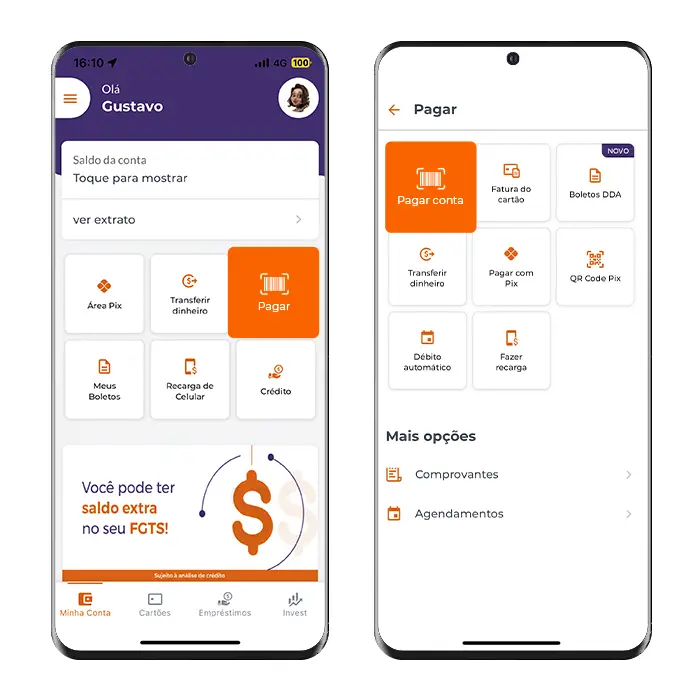 16:10
4G 100
Olá
Gustavo
Saldo da conta
Toque para mostrar
ver extrato
Área Pix
Transferir
dinheiro
Pagar
Meus
Boletos
Recarga de
Celular
Crédito
Você pode ter
saldo extra
no seu FGTS!
Sujeito à análise de crédito
Minha Conta
Cartões
Empréstimos
Invest
Pagar
Pagar conta
Fatura do
cartão
NOVO
Boletos DDA
Transferir
dinheiro
Pagar com
Pix
QR Code Pix
Débito
automático
Fazer
recarga
Mais opções
Comprovantes
Agendamentos